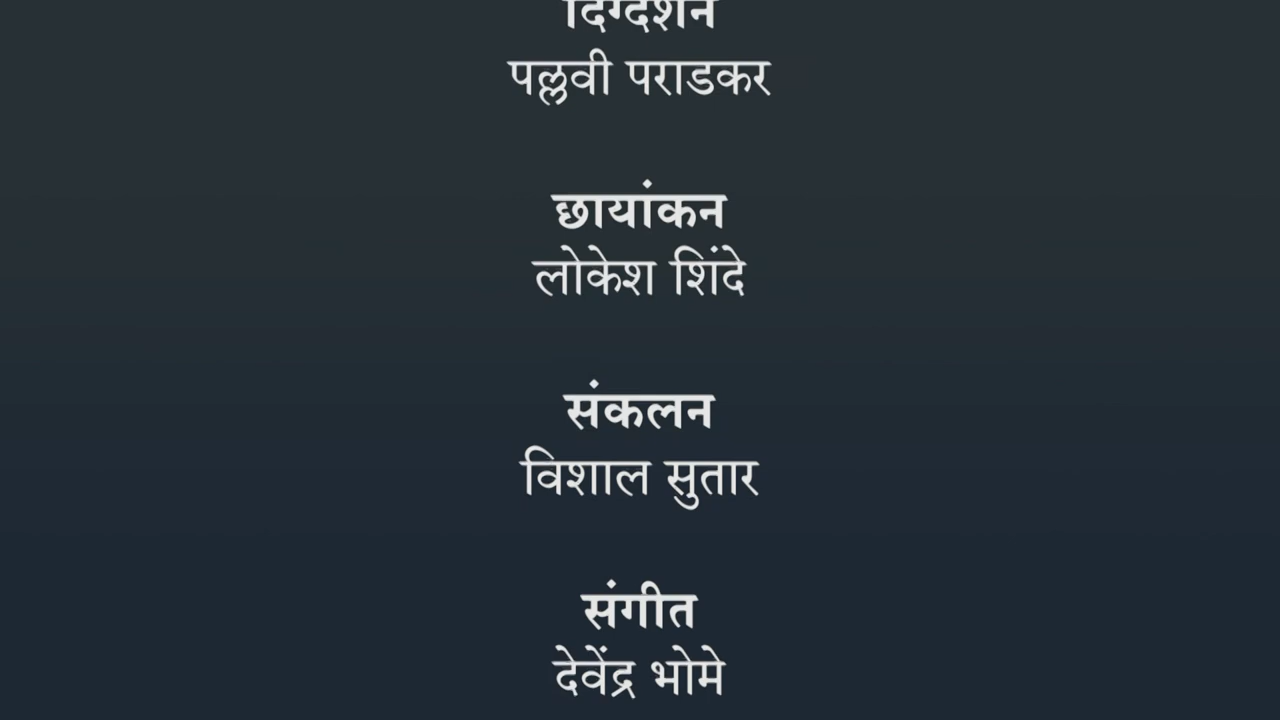 दिग्दर्शन
पल्लवी पराडकर
छायांकन
लोकेश शिंदे
संकलन
विशाल सुतार
संगीत
देवेंद्र भोमे